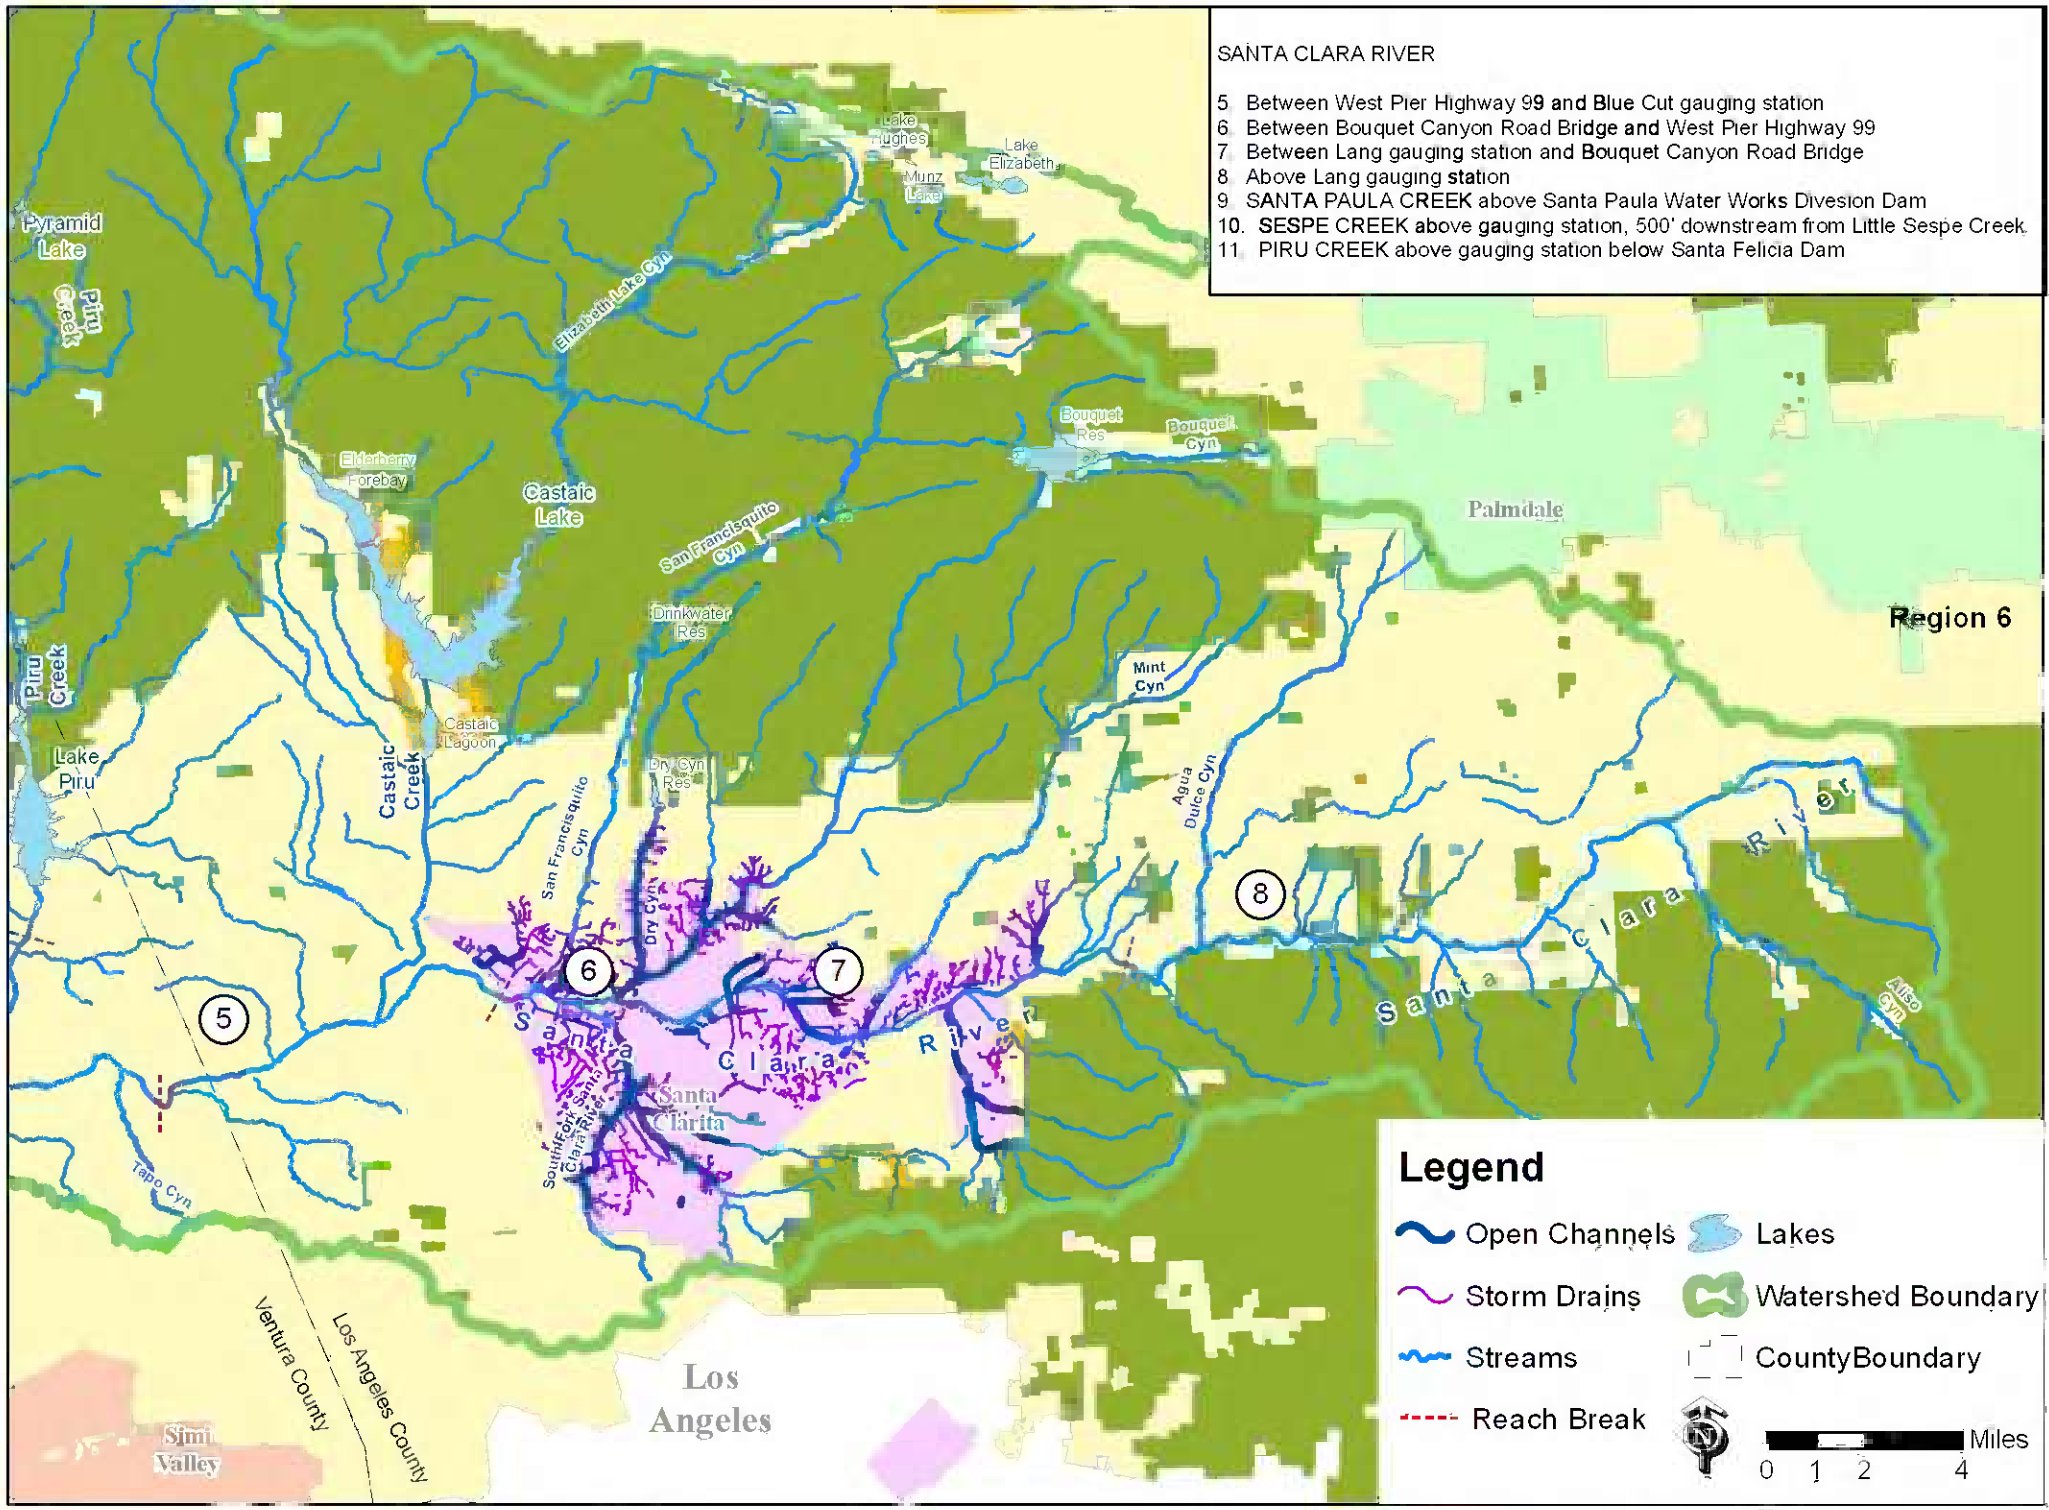 SANTA CLARA RIVER
5. Between West Pier Highway 99 and Blue Cut gauging station
6. Between Bouquet Canyon Road Bridge and West Pier Highway 99
7. Between Lang gauging station and Bouquet Canyon Road Bridge
8. Above Lang gauging station
9. SANTA PAULA CREEK above Santa Paula Water Works Divesion Dam
10. SESPE CREEK above gauging station, 500' downstream from Little Sespe Creek
11. PIRU CREEK above gauging station below Santa Felicia Dam
Lake
Hughes
Lake
Elizabeth
Munz
Lake
Pyramid
Lake
Piru
Creek
Elizabeth Lake Cyn
Bouquet
Res
Bouquet
Cyn
Elderberry
Forebay
Castaic
Lake
San Francisquito
Cyn
Palmdale
Drinkwater
Res
Region 6
Piru
Creek
Mint
Cyn
Castaic
Lagoon
Lake
Piru
Castaic
Creek
Dry Cyn
Res
Agua
Dulce Cyn
San Francisquito
Cyn
Dry Cyn
8
River
Clara
Santa
Aliso
Cyn
6
7
5
Santa
Clara
River
Santa
Clarita
South Fork Santa
Clara River
Tapo Cyn
Ventura County
Los Angeles County
Los
Angeles
Simi
Valley
Legend
Open Channels
Lakes
Storm Drains
Watershed Boundary
Streams
CountyBoundary
Reach Break
N
Miles
0 1 2 4